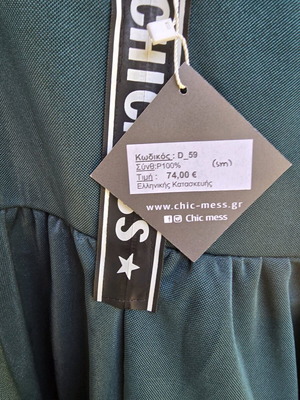 CHIC MESS
Κωδικός : D_59
Σύνθ:P100% (sm)
Τιμή : 74,00 €
Ελληνικής Κατασκευής
www.chic-mess.gr
Chic mess